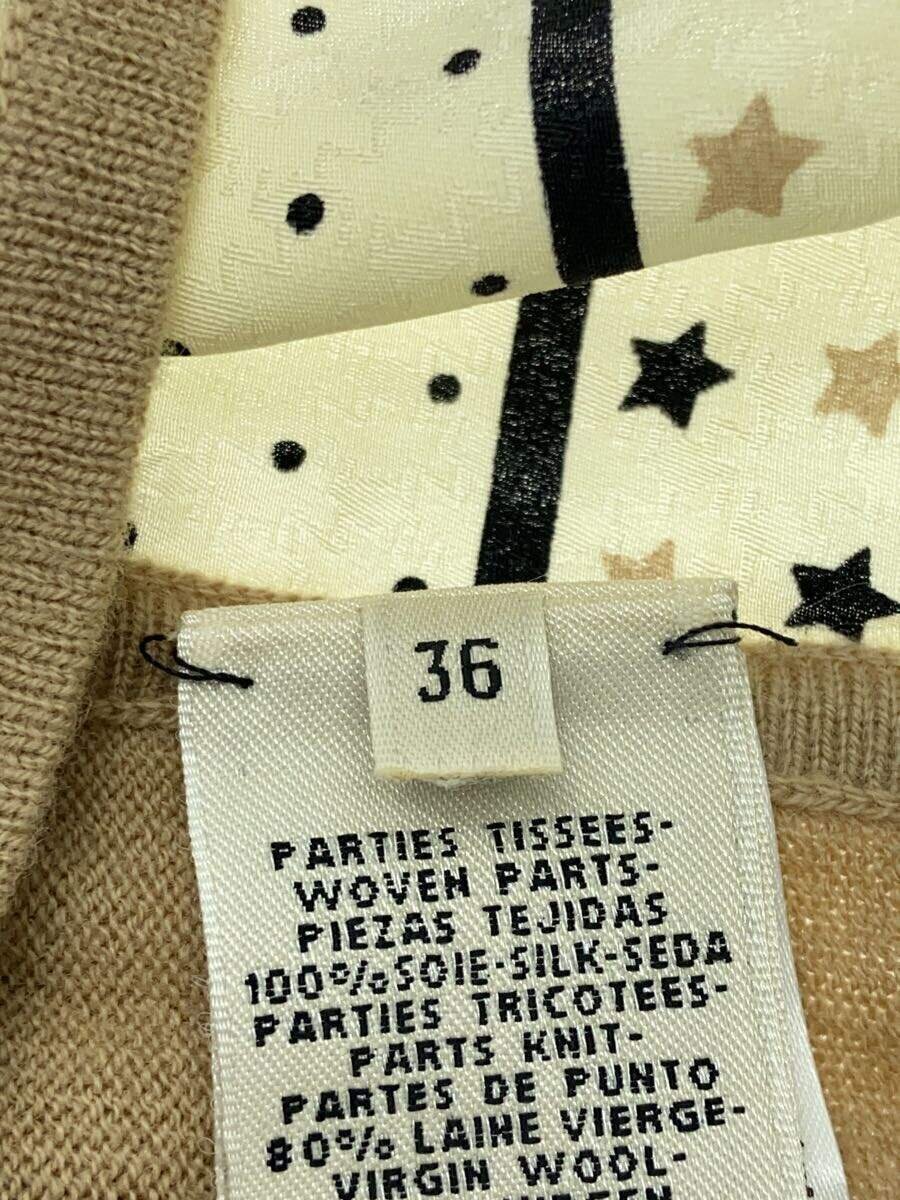 36
PARTIES TISSEES-
WOVEN PARTS-
PIEZAS TEJIDAS
100%SOIE-SILK-SEDA
PARTIES TRICOTEES-
PARTS KNIT-
PARTES DE PUNTO
80% LAINE VIERGE-
VIRGIN WOOL-